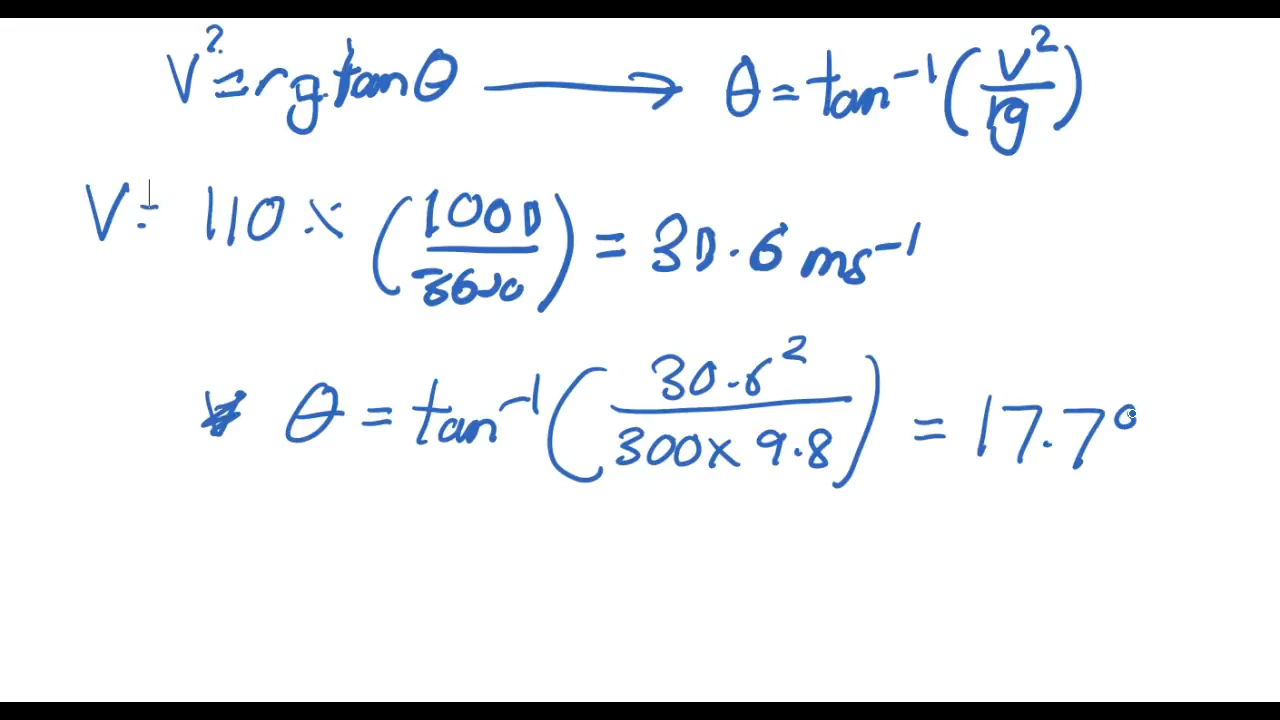 V² = rg tanθ ⟶ θ = tan⁻¹(v²/rg)
V = 110 × (1000/3600) = 30.6 ms⁻¹
θ = tan⁻¹(30.6²/300 × 9.8) = 17.7°